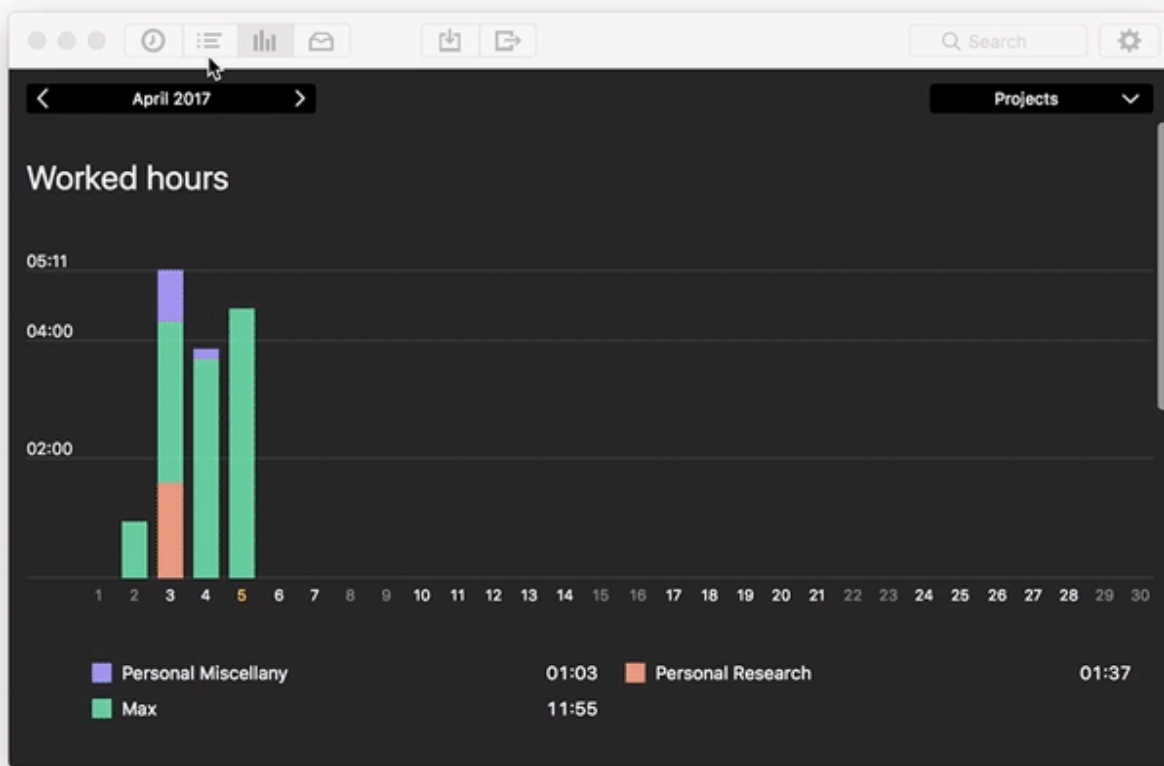 Search
April 2017
Projects
Worked hours
05:11
04:00
02:00
1 2 3 4 5 6 7 8 9 10 11 12 13 14 15 16 17 18 19 20 21 22 23 24 25 26 27 28 29 30
Personal Miscellany 01:03 Personal Research 01:37
Max 11:55